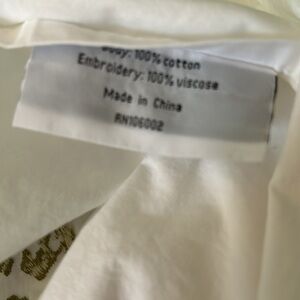 Body: 100% cotton
Embroidery: 100% viscose
Made in China
RN106002